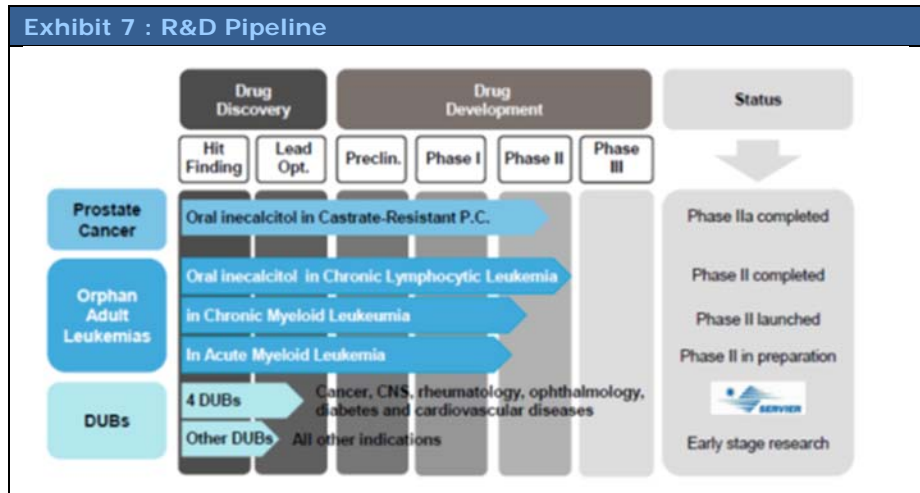 Exhibit 7 : R&D Pipeline
Drug
Discovery
Drug
Development
Status
Hit
Finding
Lead
Opt.
Preclin.
Phase I
Phase II
Phase
III
Prostate
Cancer
Oral inecalcitol in Castrate-Resistant P.C.
Phase IIa completed
Orphan
Adult
Leukemias
Oral inecalcitol in Chronic Lymphocytic Leukemia
Phase II completed
in Chronic Myeloid Leukeumia
Phase II launched
In Acute Myeloid Leukemia
Phase II in preparation
DUBs
4 DUBs
Cancer, CNS, rheumatology, ophthalmology,
diabetes and cardiovascular diseases
SERVIER
Other DUBs
All other indications
Early stage research